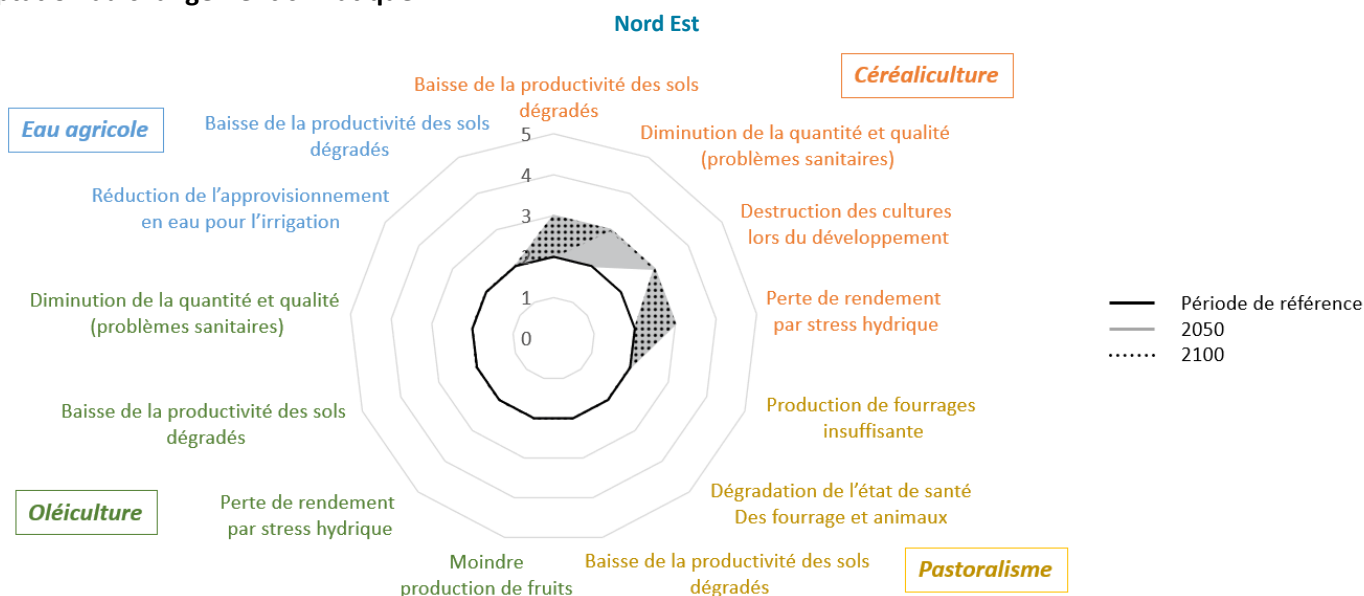 Nord Est
Céréaliculture
Eau agricole
Baisse de la productivité des sols
dégradés
Diminution de la quantité et qualité
(problèmes sanitaires)
Destruction des cultures
lors du développement
Perte de rendement
par stress hydrique
Production de fourrages
insuffisante
Dégradation de l’état de santé
Des fourrage et animaux
Baisse de la productivité des sols
dégradés
Pastoralisme
Moindre
production de fruits
Perte de rendement
par stress hydrique
Oléiculture
Baisse de la productivité des sols
dégradés
Diminution de la quantité et qualité
(problèmes sanitaires)
Réduction de l’approvisionnement
en eau pour l’irrigation
Baisse de la productivité des sols
dégradés
5
4
3
2
1
0
Période de référence
2050
2100